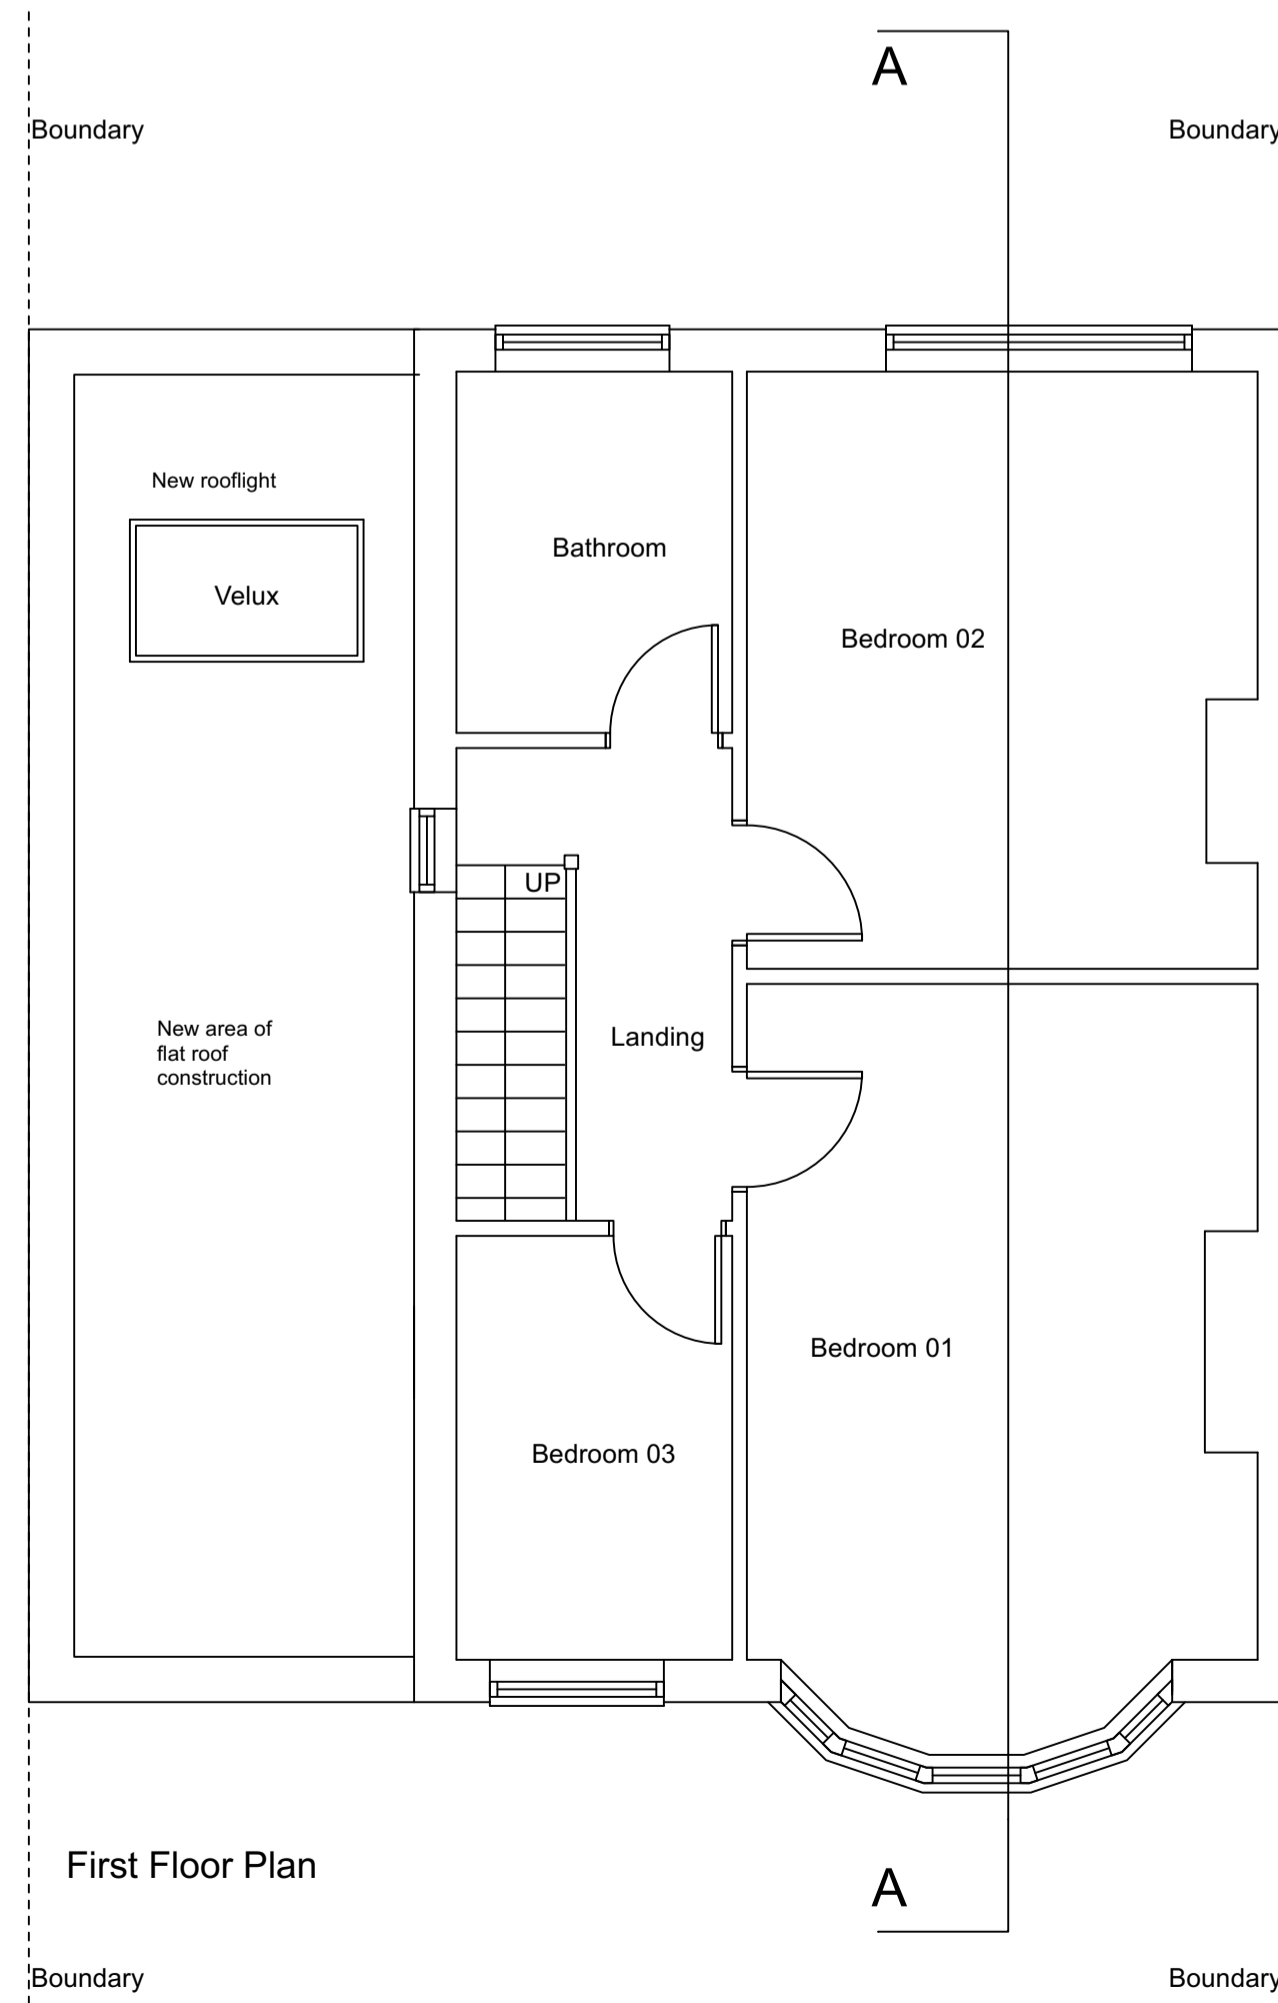 A
Boundary
Boundary
New rooflight
Velux
Bathroom
Bedroom 02
UP
Landing
New area of
flat roof
construction
Bedroom 01
Bedroom 03
First Floor Plan
A
Boundary
Boundary